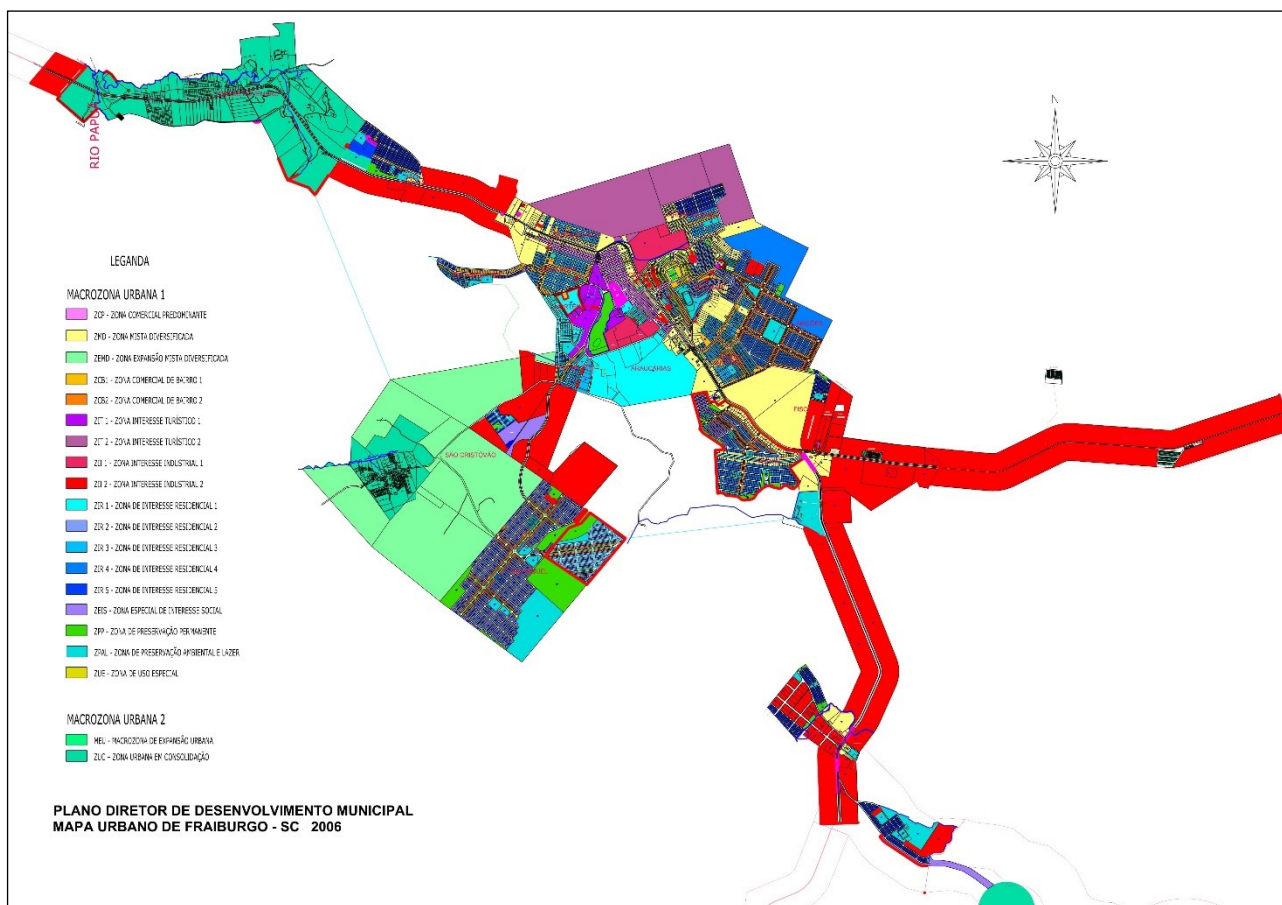 RIO PAPUÃ
N
LEGANDA
MACROZONA URBANA 1
ZCP - ZONA COMERCIAL PREDOMINANTE
ZMD - ZONA MISTA DIVERSIFICADA
ZEMD - ZONA EXPANSÃO MISTA DIVERSIFICADA
ZCB1 - ZONA COMERCIAL DE BAIRRO 1
ZCB2 - ZONA COMERCIAL DE BAIRRO 2
ZIT 1 - ZONA INTERESSE TURÍSTICO 1
ZIT 2 - ZONA INTERESSE TURÍSTICO 2
ZII 1 - ZONA INTERESSE INDUSTRIAL 1
ZII 2 - ZONA INTERESSE INDUSTRIAL 2
ZIR 1 - ZONA DE INTERESSE RESIDENCIAL 1
ZIR 2 - ZONA DE INTERESSE RESIDENCIAL 2
ZIR 3 - ZONA DE INTERESSE RESIDENCIAL 3
ZIR 4 - ZONA DE INTERESSE RESIDENCIAL 4
ZIR 5 - ZONA DE INTERESSE RESIDENCIAL 5
ZEIS - ZONA ESPECIAL DE INTERESSE SOCIAL
ZPP - ZONA DE PRESERVAÇÃO PERMANENTE
ZPAL - ZONA DE PRESERVAÇÃO AMBIENTAL E LAZER
ZUE - ZONA DE USO ESPECIAL
MACROZONA URBANA 2
MEU - MACROZONA DE EXPANSÃO URBANA
ZUC - ZONA URBANA EM CONSOLIDAÇÃO
ARAUCÁRIAS
SÃO CRISTÓVÃO
PLANO DIRETOR DE DESENVOLVIMENTO MUNICIPAL
MAPA URBANO DE FRAIBURGO - SC 2006